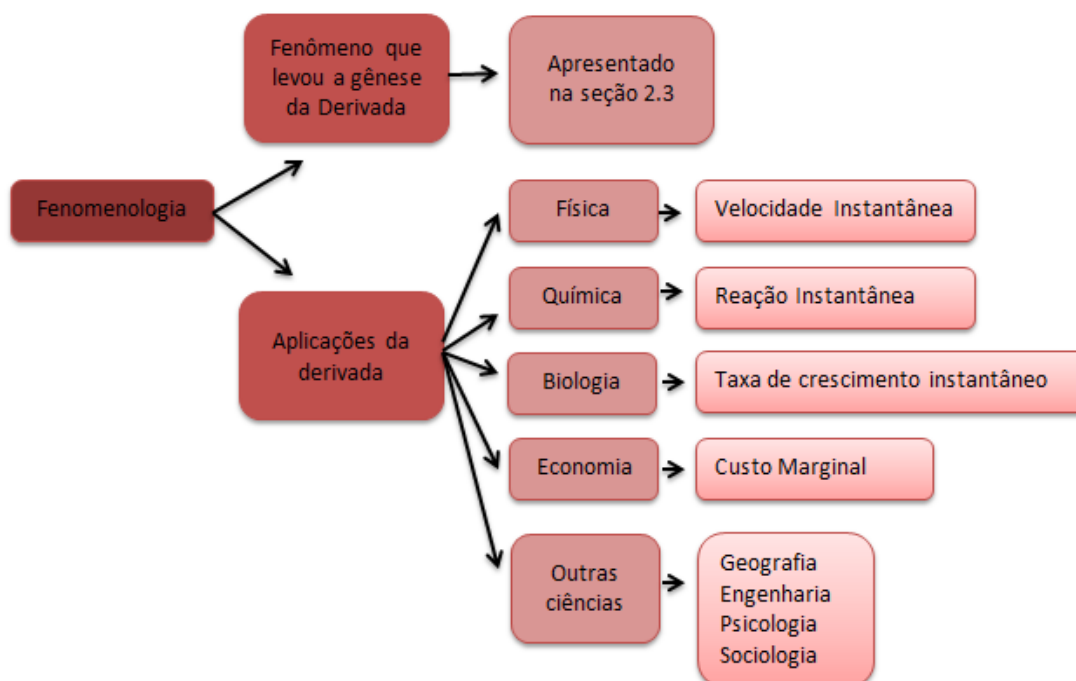 Fenômeno que
levou a gênese
da Derivada
Apresentado
na seção 2.3
Fenomenologia
Aplicações da
derivada
Física
Velocidade Instantânea
Química
Reação Instantânea
Biologia
Taxa de crescimento instantâneo
Economia
Custo Marginal
Outras
ciências
Geografia
Engenharia
Psicologia
Sociologia